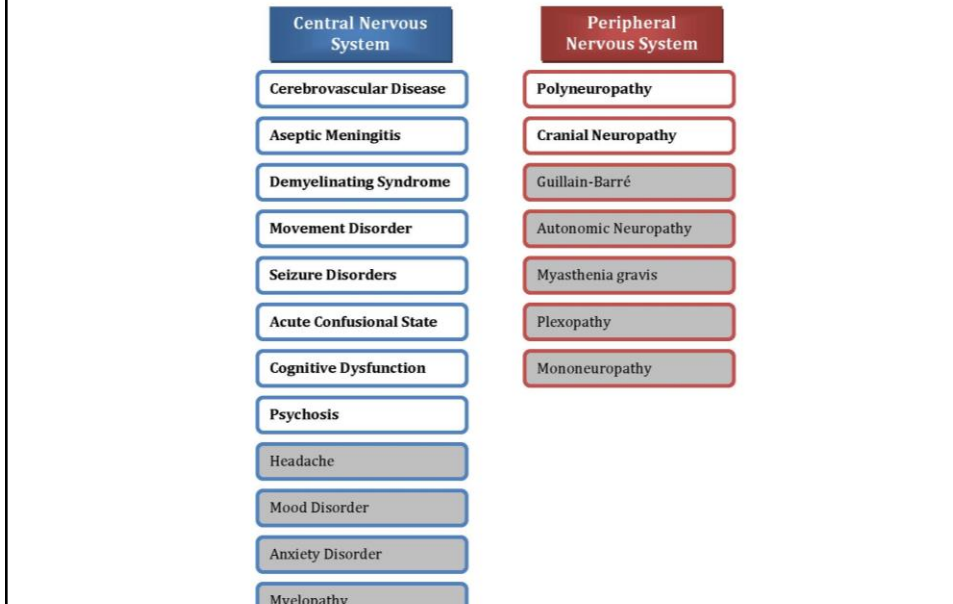 Central Nervous
System
Cerebrovascular Disease
Aseptic Meningitis
Demyelinating Syndrome
Movement Disorder
Seizure Disorders
Acute Confusional State
Cognitive Dysfunction
Psychosis
Headache
Mood Disorder
Anxiety Disorder
Myelopathy
Peripheral
Nervous System
Polyneuropathy
Cranial Neuropathy
Guillain-Barré
Autonomic Neuropathy
Myasthenia gravis
Plexopathy
Mononeuropathy